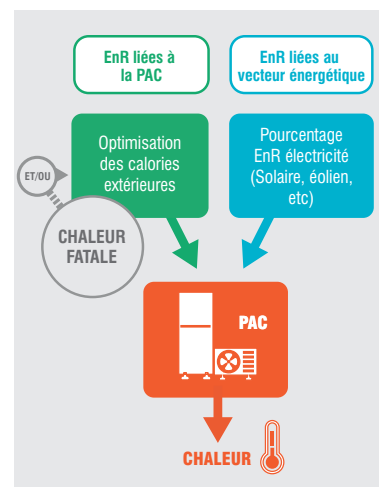 EnR liées à
la PAC
EnR liées au
vecteur énergétique
Optimisation
des calories
extérieures
Pourcentage
EnR électricité
(Solaire, éolien,
etc)
ET/OU
CHALEUR
FATALE
PAC
CHALEUR